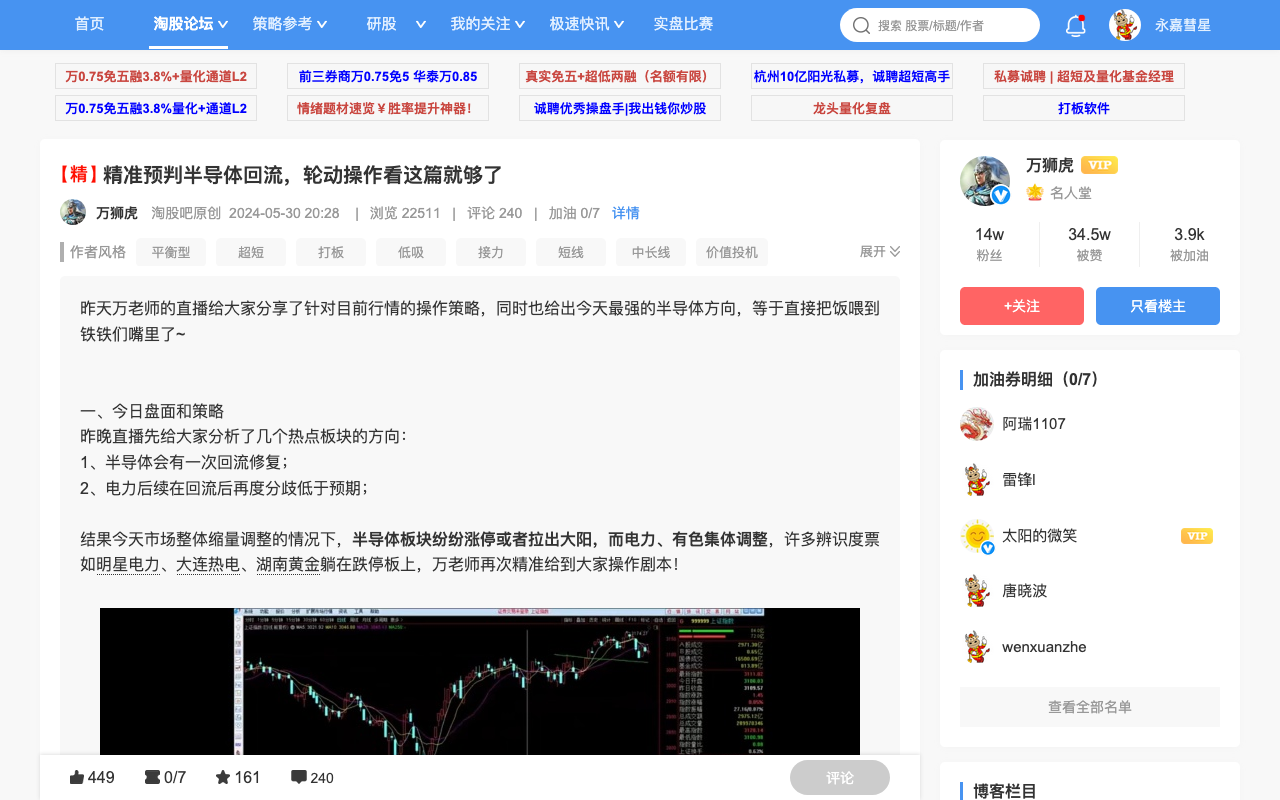 首页 淘股论坛 策略参考 研股 我的关注 极速快讯 实盘比赛 搜索 股票/标题/作者 永嘉彗星
万0.75免五融3.8%+量化通道L2 前三券商万0.75免5 华泰万0.85 真实免五+超低两融（名额有限） 杭州10亿阳光私募，诚聘超短高手 私募诚聘 | 超短及量化基金经理
万0.75免五融3.8%量化+通道L2 情绪题材速览￥胜率提升神器！ 诚聘优秀操盘手|我出钱你炒股 龙头量化复盘 打板软件
【精】精准预判半导体回流，轮动操作看这篇就够了
万狮虎 淘股吧原创 2024-05-30 20:28 | 浏览 22511 | 评论 240 | 加油 0/7 详情
作者风格 平衡型 超短 打板 低吸 接力 短线 中长线 价值投机 展开
昨天万老师的直播给大家分享了针对目前行情的操作策略，同时也给出今天最强的半导体方向，等于直接把饭喂到
铁铁们嘴里了~
一、今日盘面和策略
昨晚直播先给大家分析了几个热点板块的方向：
1、半导体会有一次回流修复；
2、电力后续在回流后再度分歧低于预期；
结果今天市场整体缩量调整的情况下，半导体板块纷纷涨停或者拉出大阳，而电力、有色集体调整，许多辨识度票
如明星电力、大连热电、湖南黄金躺在跌停板上，万老师再次精准给到大家操作剧本！
449 0/7 161 240 评论
万狮虎 VIP
名人堂
14w 34.5w 3.9k
粉丝 被赞 被加油
+关注 只看楼主
加油券明细（0/7）
阿瑞1107
雷锋l
太阳的微笑 VIP
唐晓波
wenxuanzhe
查看全部名单
博客栏目